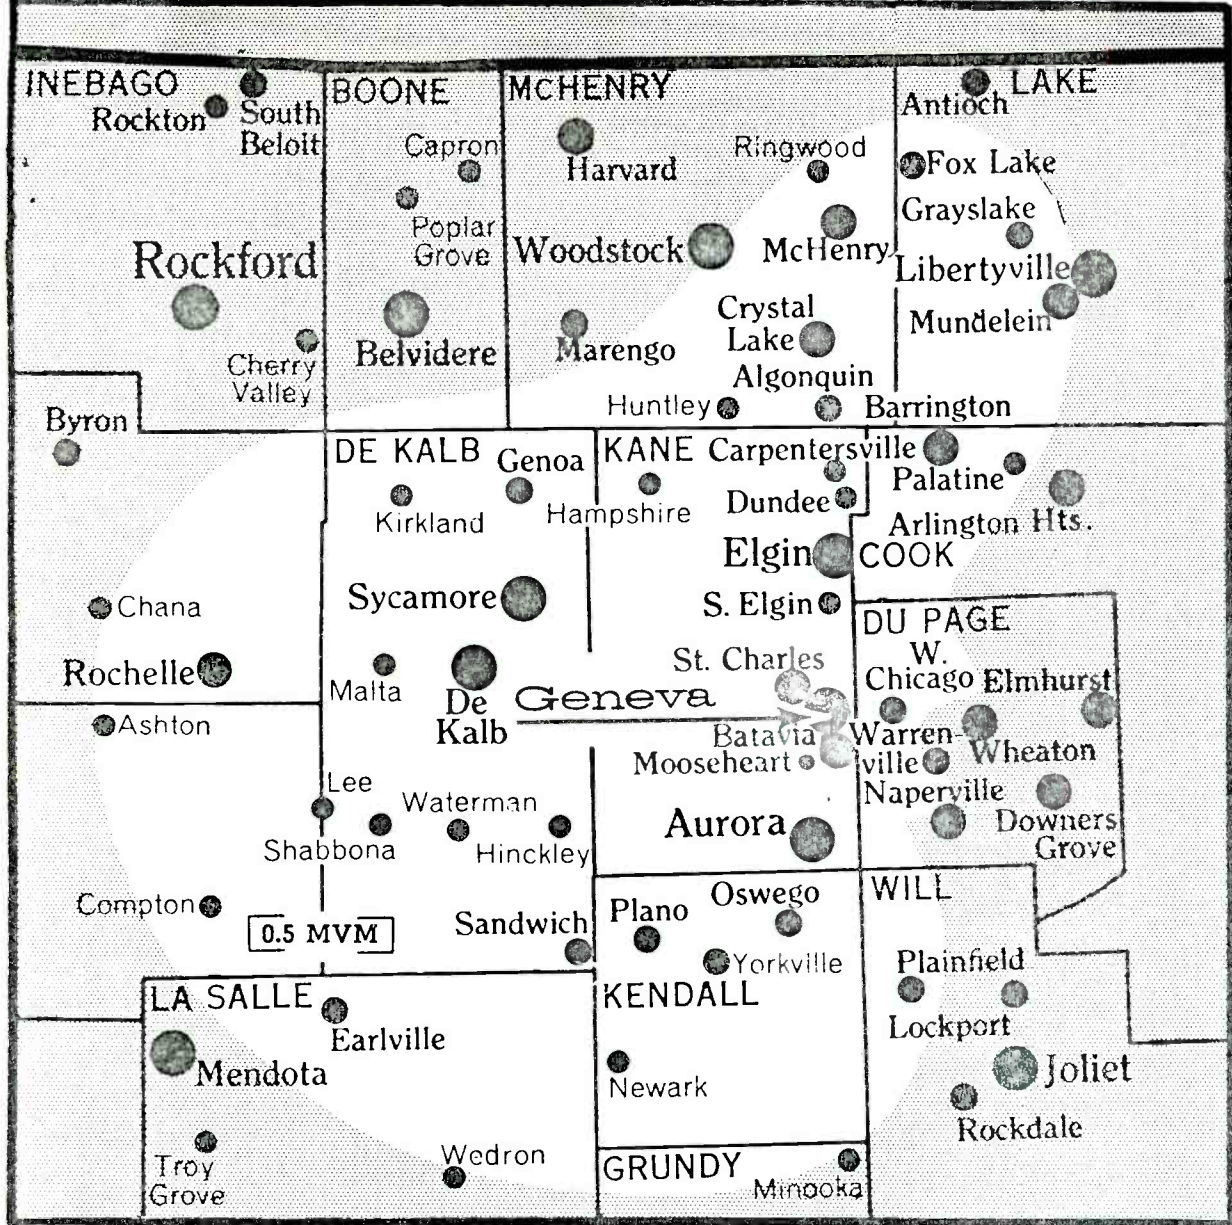 INEBAGO
Rockton
South
Beloit
BOONE
Capron
Poplar
Grove
MCHENRY
Harvard
Ringwood
LAKE
Antioch
Fox Lake
Grayslake
Rockford
Woodstock
McHenry
Libertyville
Mundelein
Cherry
Valley
Belvidere
Marengo
Crystal
Lake
Algonquin
Huntley
Barrington
Byron
DE KALB
Genoa
Kirkland
KANE
Carpentersville
Hampshire
Dundee
Palatine
Arlington Hts.
Elgin
COOK
Chana
Sycamore
S. Elgin
DU PAGE
Rochelle
Malta
De
Kalb
St. Charles
Geneva
W.
Chicago
Elmhurst
Ashton
Batavia
Mooseheart
Warren-
ville
Wheaton
Lee
Shabbona
Waterman
Hinckley
Aurora
Naperville
Downers
Grove
Compton
0.5 MVM
Sandwich
Plano
Oswego
Yorkville
WILL
Plainfield
Lockport
LA SALLE
Earlville
KENDALL
Mendota
Newark
Joliet
Rockdale
Troy
Grove
Wedron
GRUNDY
Minooka